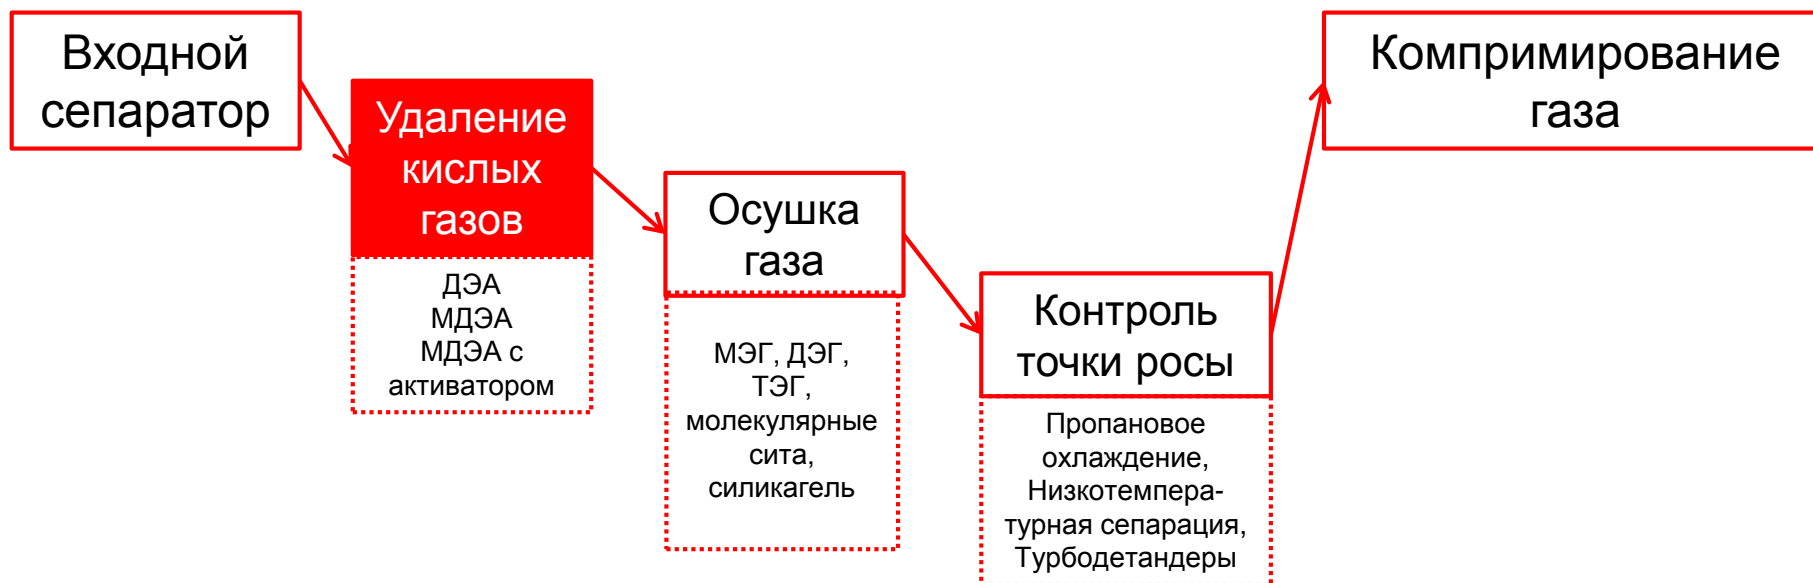 Входной
сепаратор
Удаление
кислых
газов
ДЭА
МДЭА
МДЭА с
активатором
Осушка
газа
МЭГ, ДЭГ,
ТЭГ,
молекулярные
сита,
силикагель
Контроль
точки росы
Пропановое
охлаждение,
Низкотемпера-
турная сепарация,
Турбодетандеры
Компримирование
газа